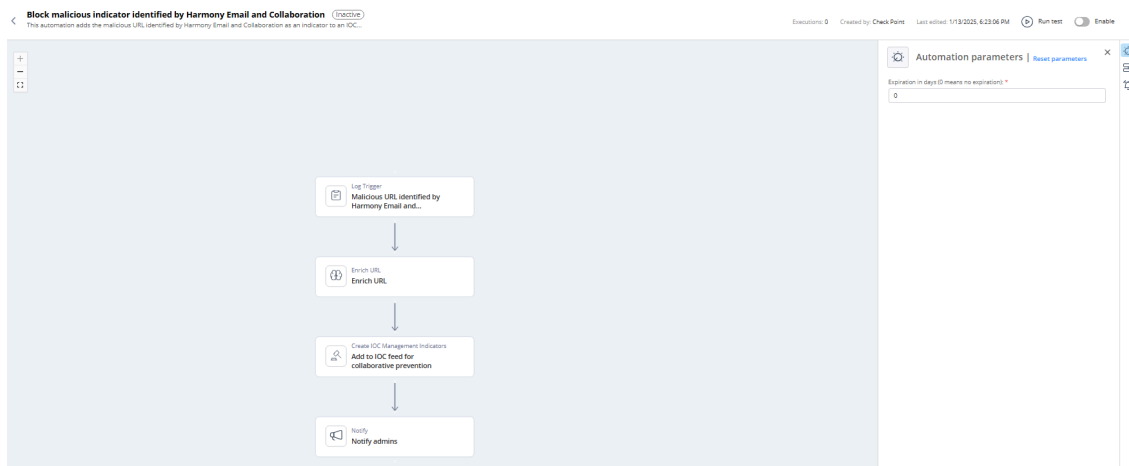 Block malicious indicator identified by Harmony Email and Collaboration Inactive
This automation adds the malicious URL identified by Harmony Email and Collaboration as an indicator to an IOC...
Executions: 0 Created by: Check Point Last edited: 1/13/2025, 6:23:06 PM Run test Enable
Automation parameters | Reset parameters
Expiration in days (0 means no expiration): *
0
Log Trigger
Malicious URL identified by
Harmony Email and...
Enrich URL
Enrich URL
Create IOC Management Indicators
Add to IOC feed for
collaborative prevention
Notify
Notify admins